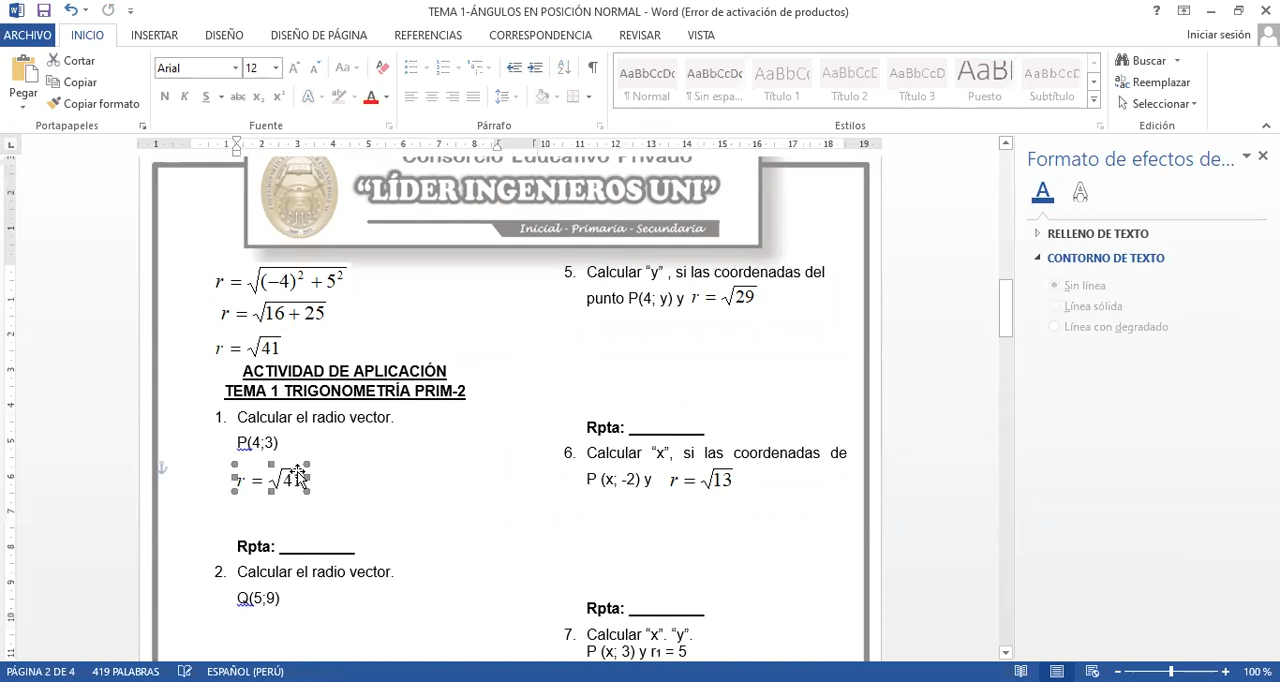 TEMA 1-ÁNGULOS EN POSICIÓN NORMAL - Word (Error de activación de productos)
ARCHIVO INICIO INSERTAR DISEÑO DISEÑO DE PÁGINA REFERENCIAS CORRESPONDENCIA REVISAR VISTA Iniciar sesión
Pegar
Cortar
Copiar
Copiar formato
Portapapeles
Arial 12
N K S abc x₂ x²
Fuente
Párrafo
AaBbCcDc AaBbCcDc AaBbCc AaBbCcC AaBbCcD AaBI AaBbCcD
¶ Normal ¶ Sin espa... Título 1 Título 2 Título 3 Puesto Subtítulo
Estilos
Buscar
Reemplazar
Seleccionar
Edición
Formato de efectos de...
RELLENO DE TEXTO
CONTORNO DE TEXTO
Sin línea
Línea sólida
Línea con degradado
Consorcio Educativo Privado
“LÍDER INGENIEROS UNI”
Inicial - Primaria - Secundaria
r = √((−4)² + 5²)
r = √(16 + 25)
r = √41
ACTIVIDAD DE APLICACIÓN
TEMA 1 TRIGONOMETRÍA PRIM-2
1. Calcular el radio vector.
P(4;3)
r = √41
Rpta: _________
2. Calcular el radio vector.
Q(5;9)
5. Calcular “y” , si las coordenadas del
punto P(4; y) y r = √29
Rpta: _________
6. Calcular “x”, si las coordenadas de
P (x; -2) y r = √13
Rpta: _________
7. Calcular “x”. “y”.
P (x; 3) y r₁ = 5
PÁGINA 2 DE 4 419 PALABRAS ESPAÑOL (PERÚ) 100 %